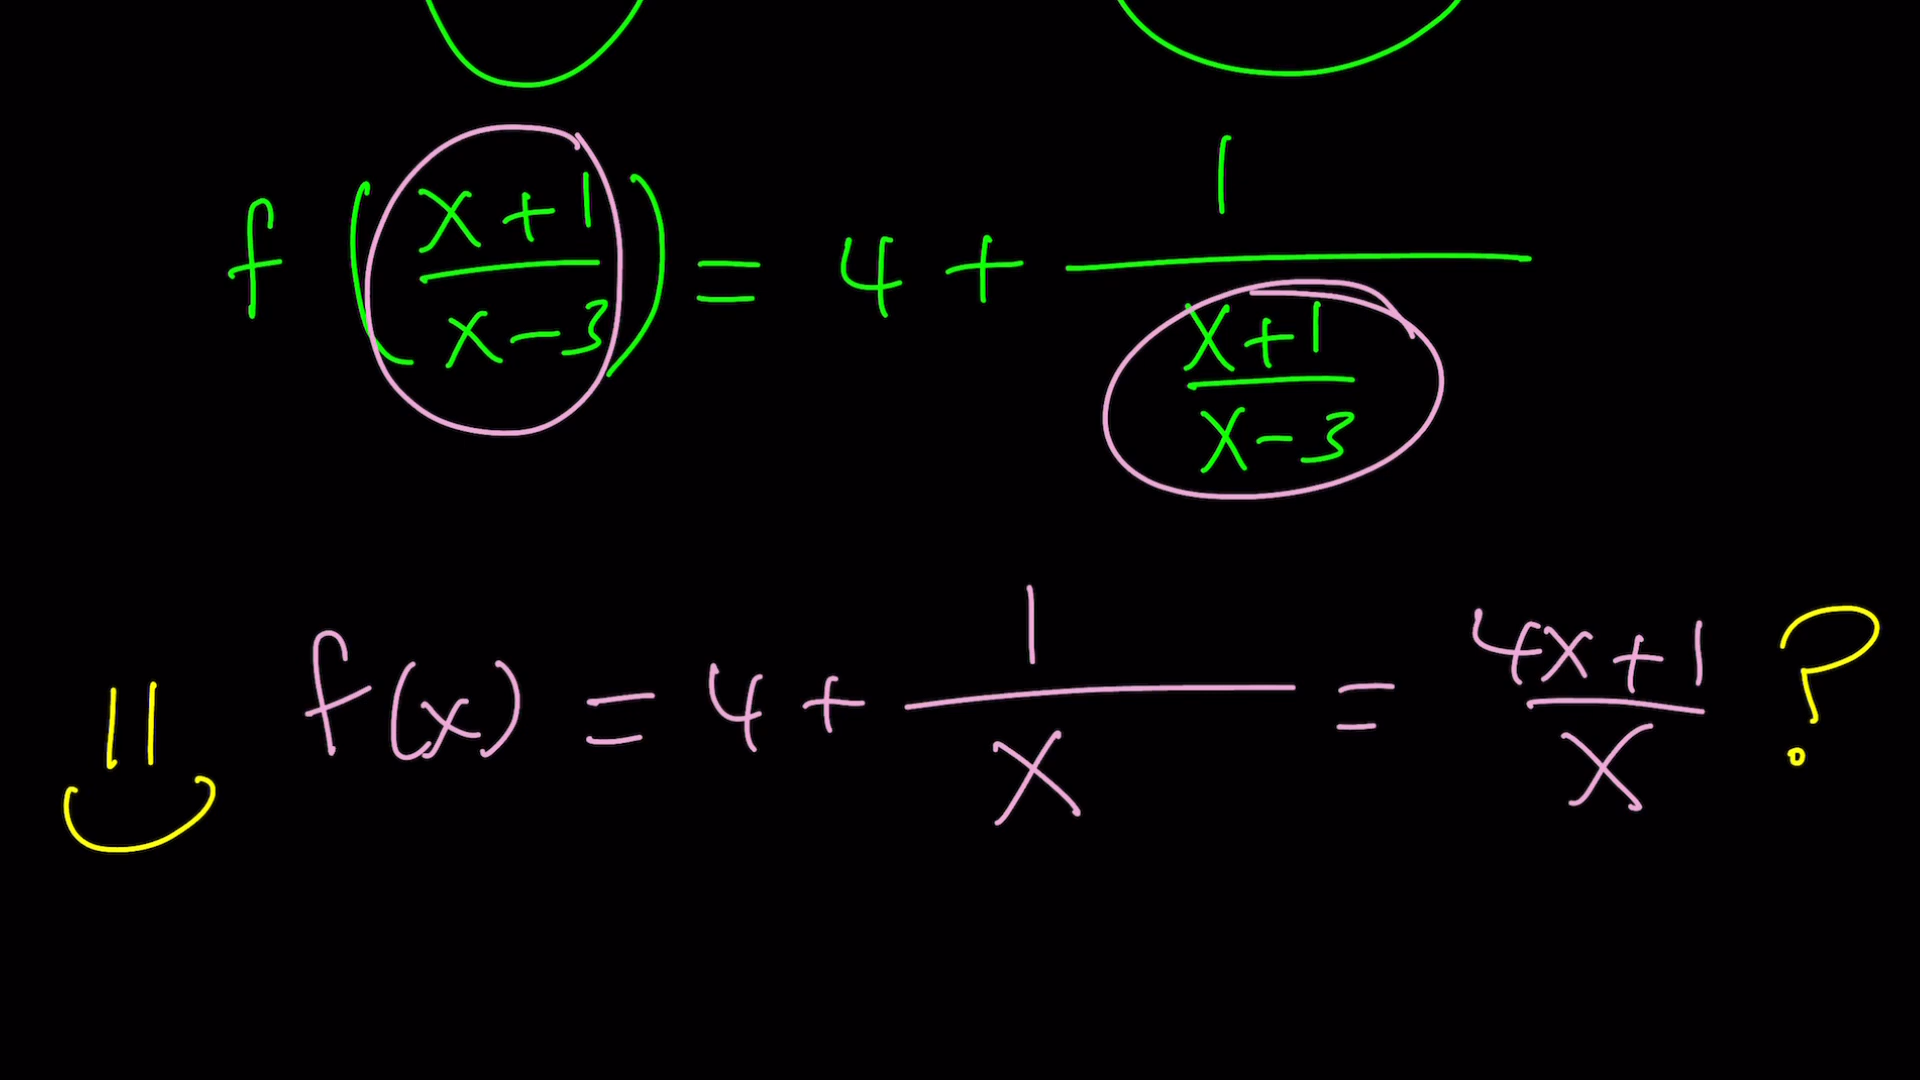 f((x+1)/(x-3)) = 4 + 1/((x+1)/(x-3))
f(x) = 4 + 1/x = (4x+1)/x ?